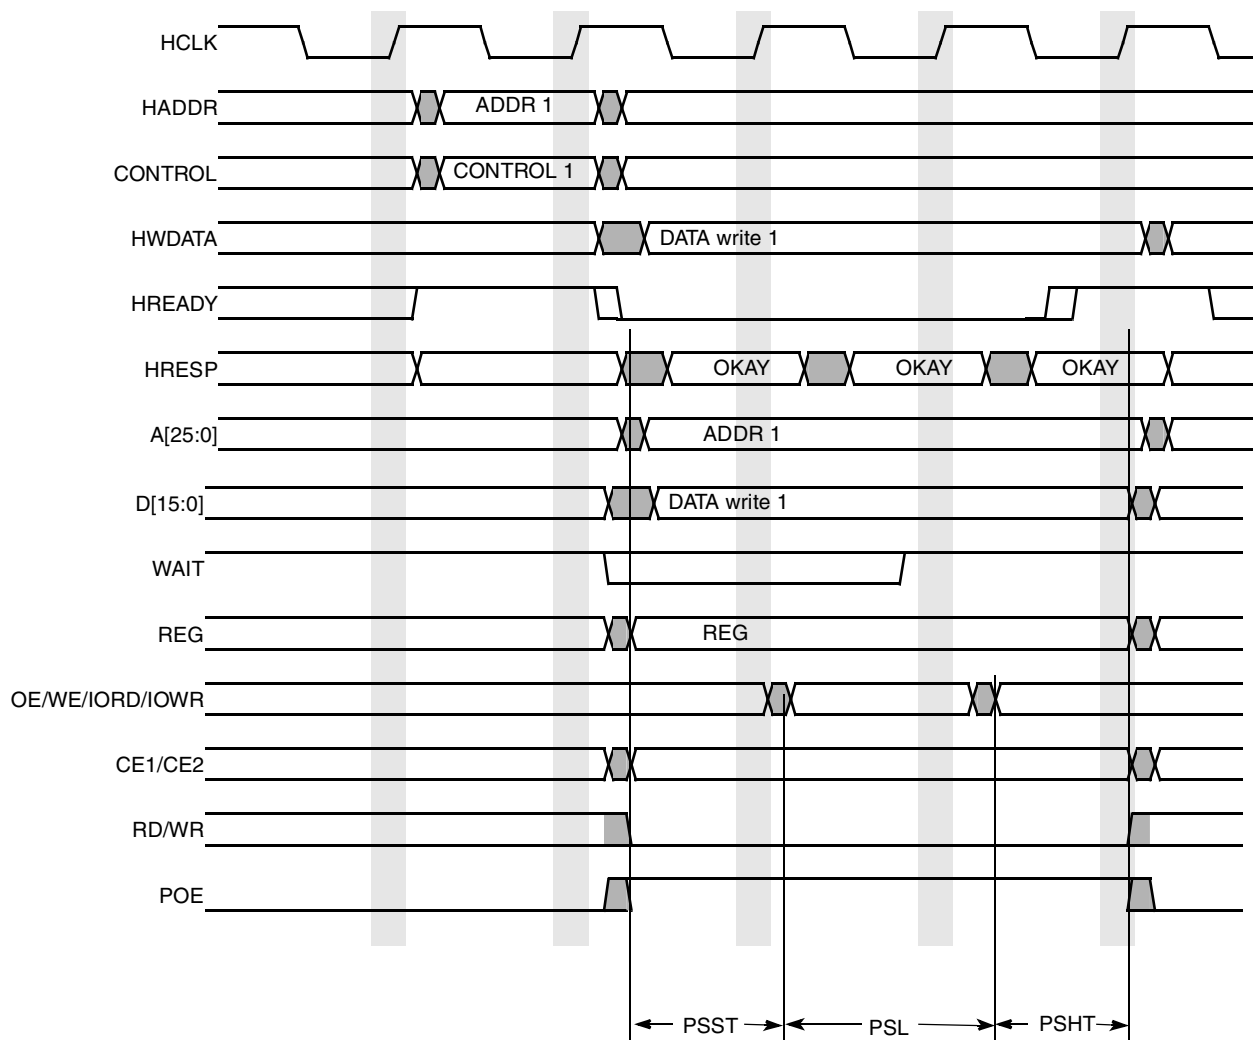 HCLK
HADDR ADDR 1
CONTROL CONTROL 1
HWDATA DATA write 1
HREADY
HRESP OKAY OKAY OKAY
A[25:0] ADDR 1
D[15:0] DATA write 1
WAIT
REG REG
OE/WE/IORD/IOWR
CE1/CE2
RD/WR
POE
PSST PSL PSHT